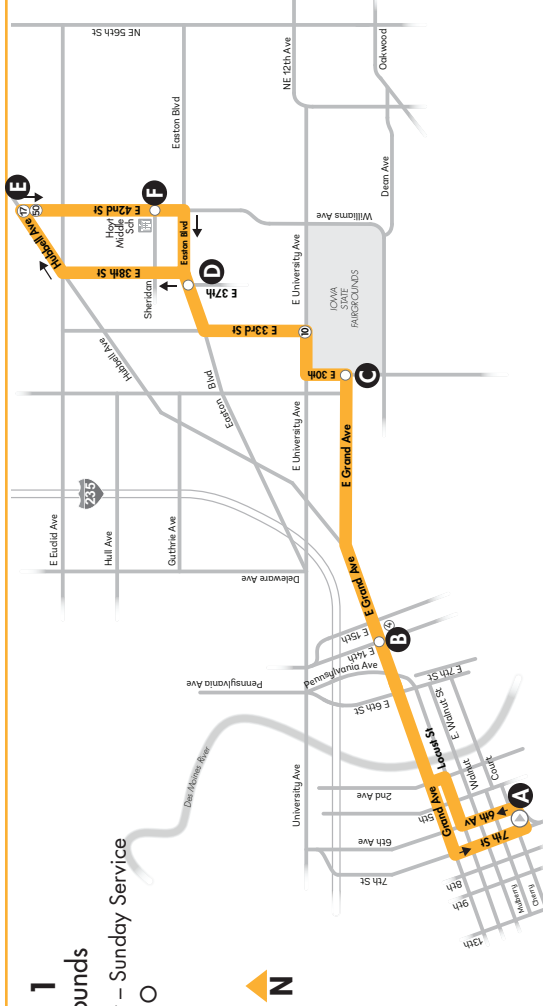 1
ounds
– Sunday Service
N
NE 56th St
Oakwood
NE 12th Ave
Easton Blvd
Dean Ave
Williams Ave
E
17
50
Hubbell Ave
E 42nd St
F
Hoyt
Middle
Sch
Easton Blvd
E 38th St
Sheridan
D
E 37th
E University Ave
IOWA
STATE
FAIRGROUNDS
E 33rd St
10
E 30th
C
Hubbell Ave
Easton
Blvd
E University Ave
E Grand Ave
235
E Euclid Ave
Hull Ave
Guthrie Ave
Delaware Ave
E Grand Ave
E 15th
4
E 14th
B
Pennsylvania Ave
Pennsylvania Ave
E 7th St
E 6th St
E Walnut St
Locust St
Des Moines River
University Ave
2nd Ave
Walnut
Court
5th
Grand Ave
6th Av
A
6th Ave
7th St
7th St
8th
9th
13th
Mulberry
Cherry